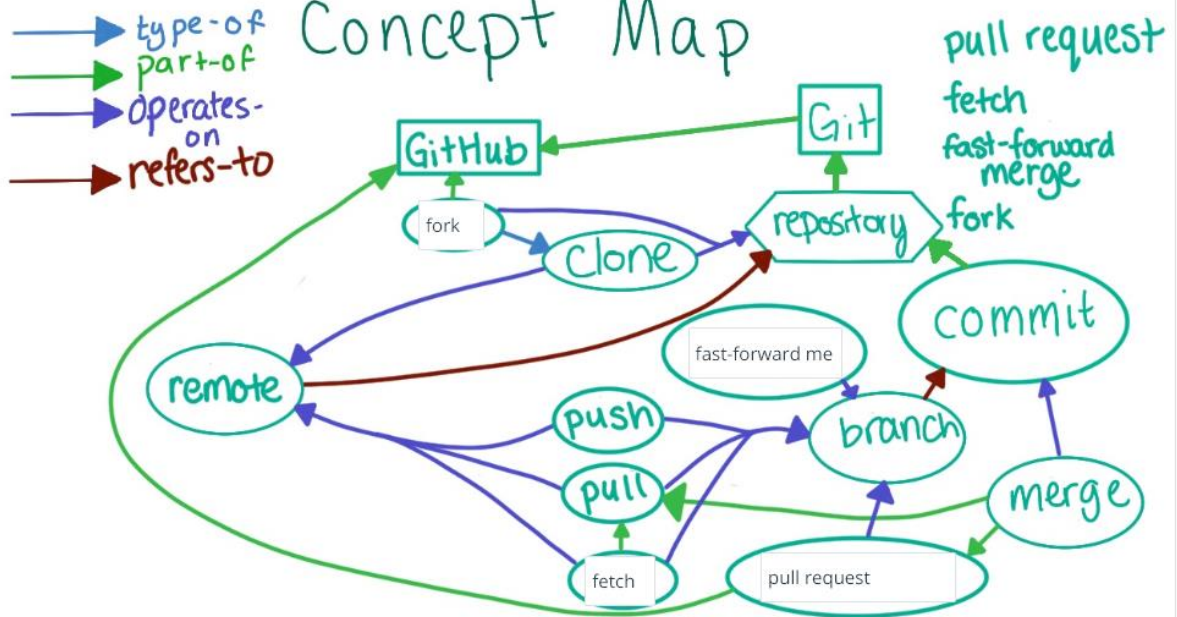 Concept Map
type-of
part-of
operates-
on
refers-to
pull request
fetch
fast-forward
merge
fork
GitHub
Git
fork
clone
repository
commit
fast-forward me
remote
push
branch
pull
merge
fetch
pull request